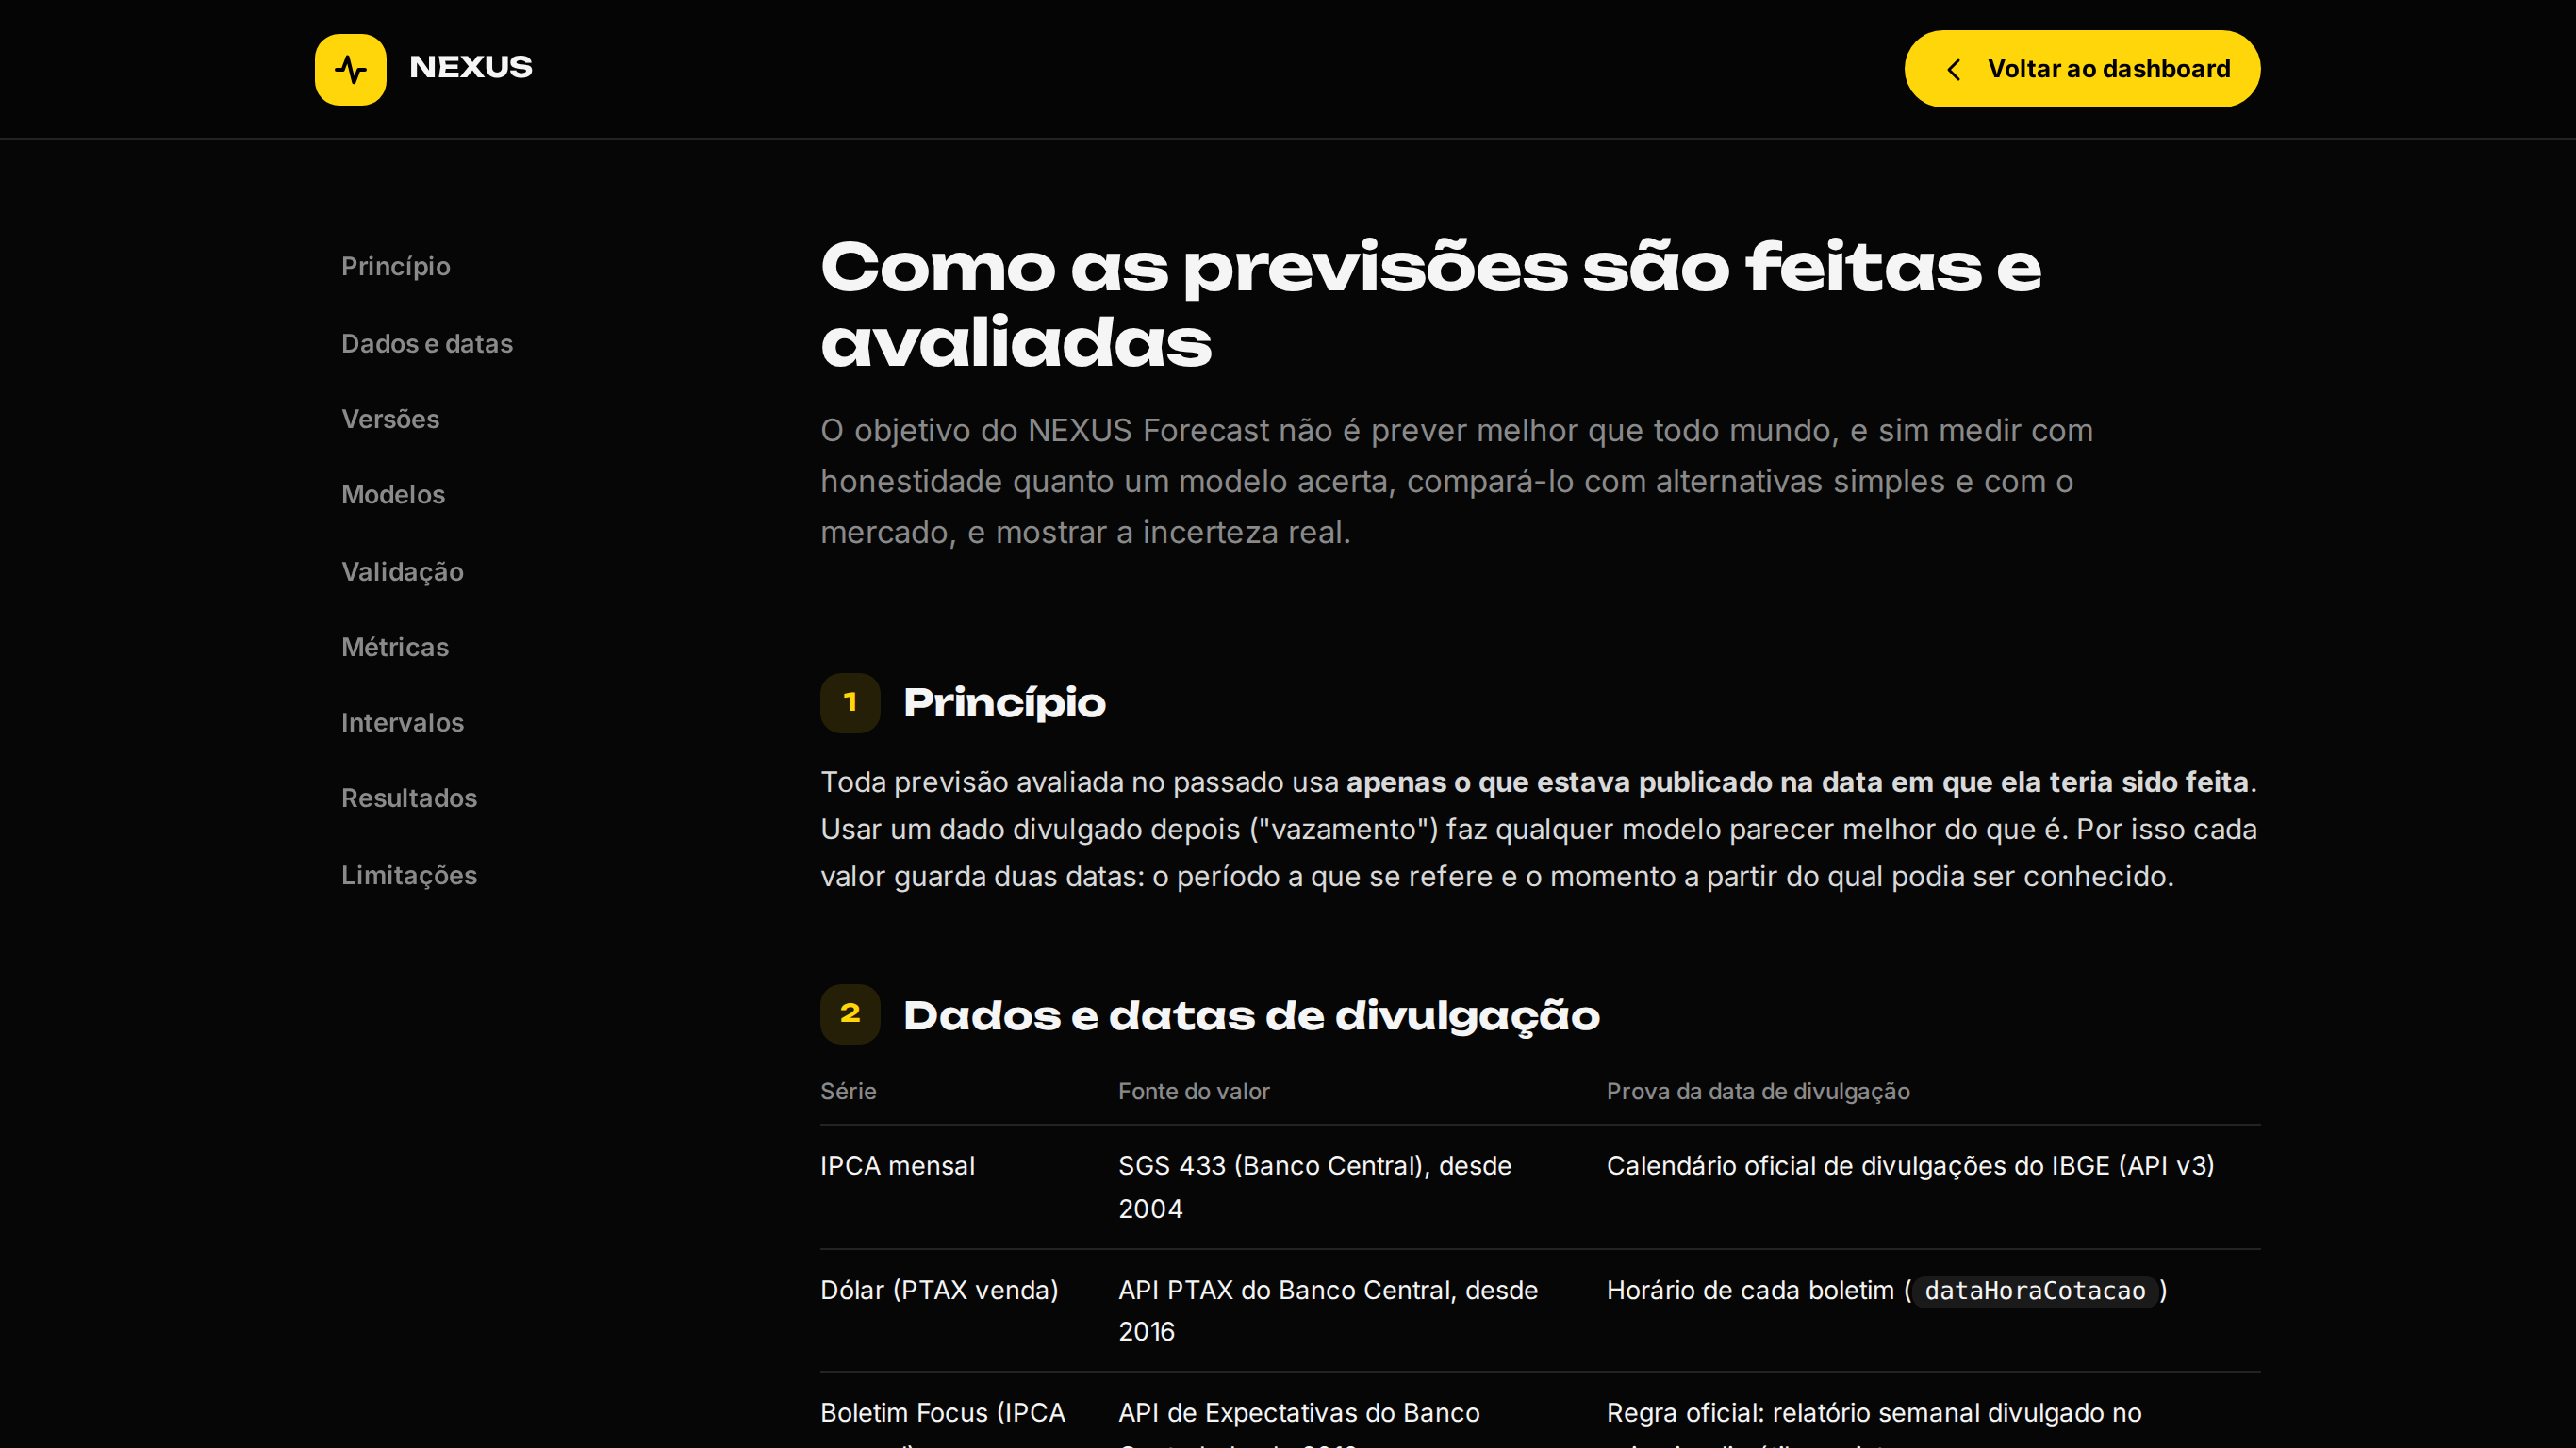 NEXUS
Voltar ao dashboard
Princípio
Dados e datas
Versões
Modelos
Validação
Métricas
Intervalos
Resultados
Limitações
Como as previsões são feitas e
avaliadas
O objetivo do NEXUS Forecast não é prever melhor que todo mundo, e sim medir com
honestidade quanto um modelo acerta, compará-lo com alternativas simples e com o
mercado, e mostrar a incerteza real.
1 Princípio
Toda previsão avaliada no passado usa apenas o que estava publicado na data em que ela teria sido feita.
Usar um dado divulgado depois ("vazamento") faz qualquer modelo parecer melhor do que é. Por isso cada
valor guarda duas datas: o período a que se refere e o momento a partir do qual podia ser conhecido.
2 Dados e datas de divulgação
Série Fonte do valor Prova da data de divulgação
IPCA mensal SGS 433 (Banco Central), desde Calendário oficial de divulgações do IBGE (API v3)
2004
Dólar (PTAX venda) API PTAX do Banco Central, desde Horário de cada boletim (dataHoraCotacao)
2016
Boletim Focus (IPCA API de Expectativas do Banco Regra oficial: relatório semanal divulgado no